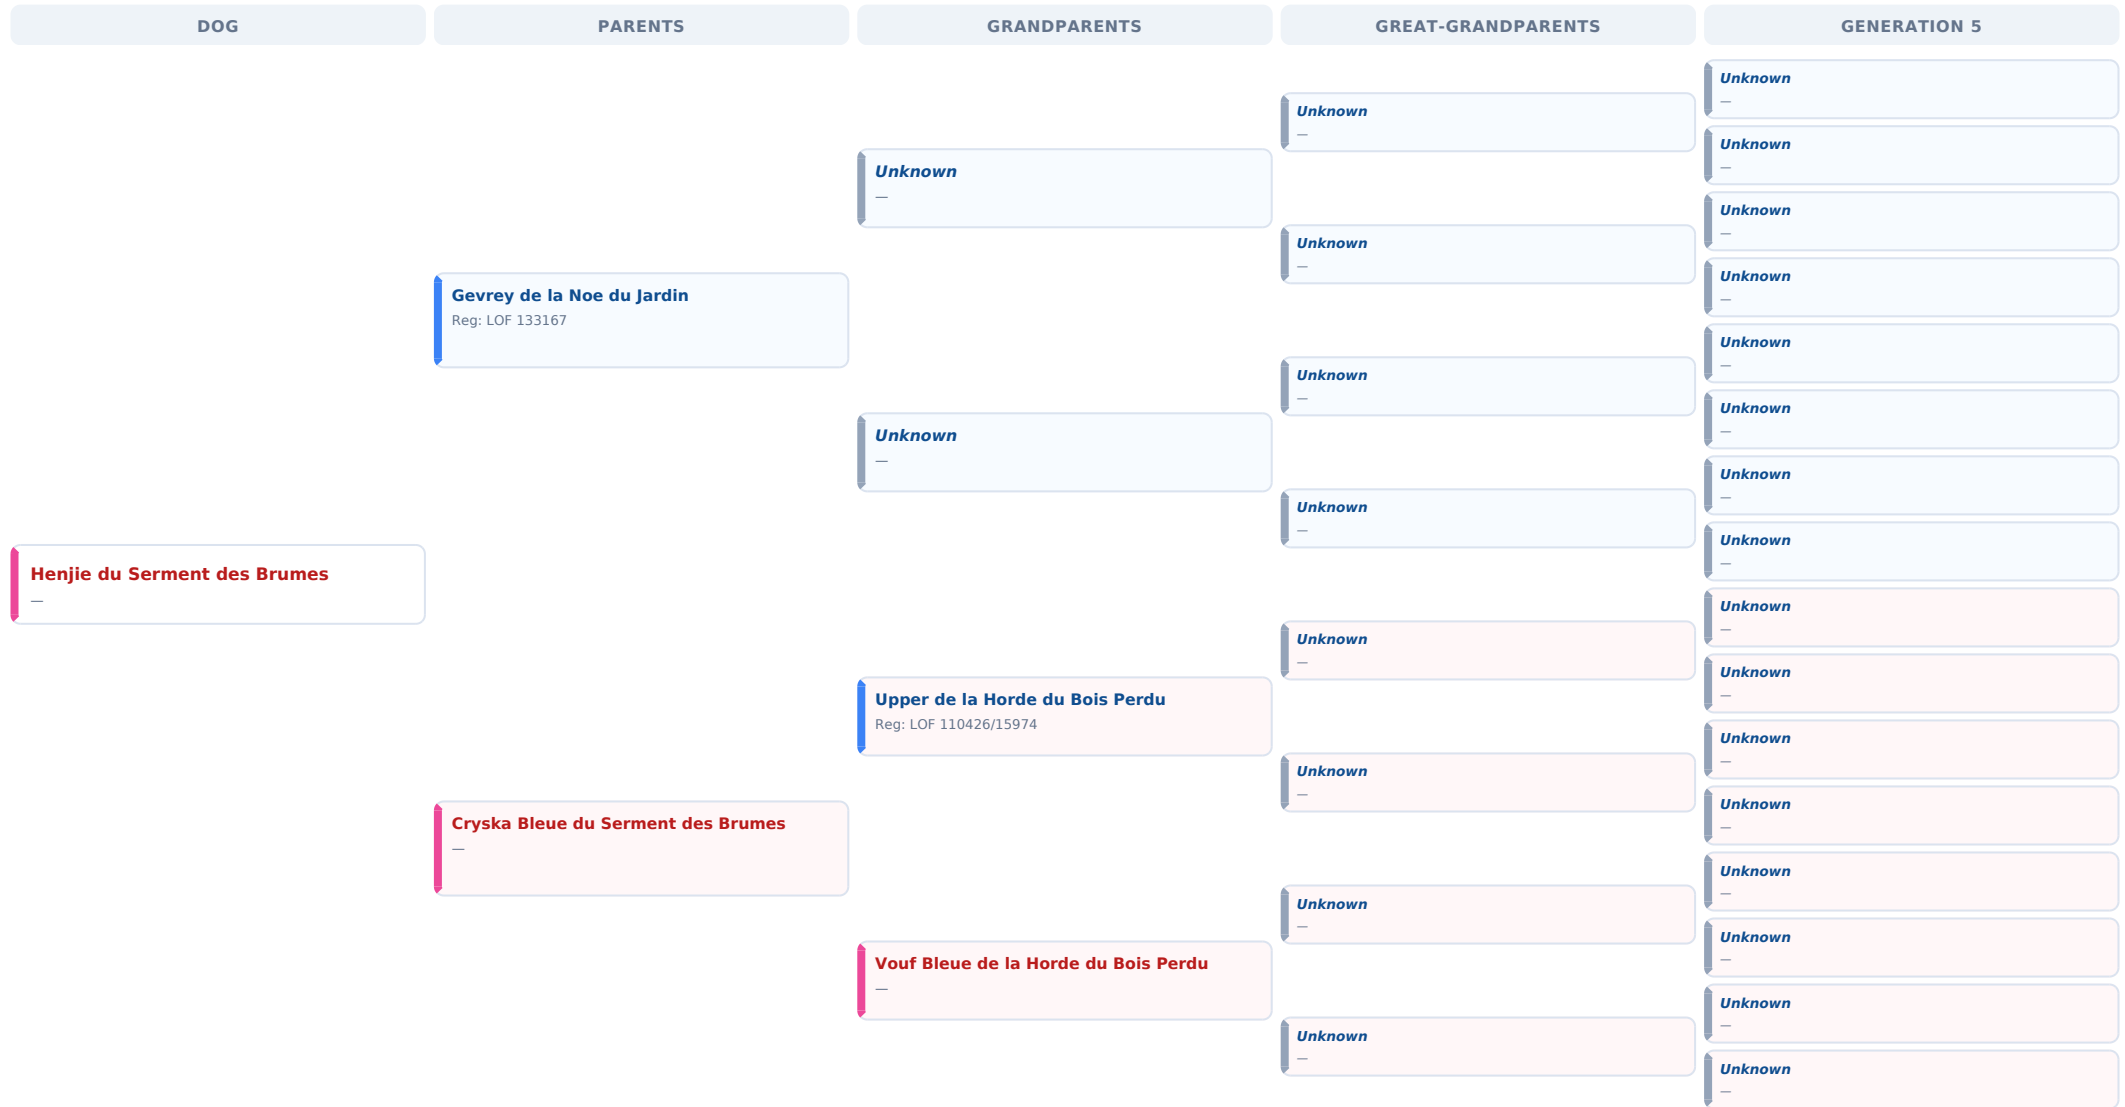 DOG
PARENTS
GRANDPARENTS
GREAT-GRANDPARENTS
GENERATION 5
Henjie du Serment des Brumes
—
Gevrey de la Noe du Jardin
Reg: LOF 133167
Cryska Bleue du Serment des Brumes
—
Unknown
—
Unknown
—
Upper de la Horde du Bois Perdu
Reg: LOF 110426/15974
Vouf Bleue de la Horde du Bois Perdu
—
Unknown
—
Unknown
—
Unknown
—
Unknown
—
Unknown
—
Unknown
—
Unknown
—
Unknown
—
Unknown
—
Unknown
—
Unknown
—
Unknown
—
Unknown
—
Unknown
—
Unknown
—
Unknown
—
Unknown
—
Unknown
—
Unknown
—
Unknown
—
Unknown
—
Unknown
—
Unknown
—
Unknown
—